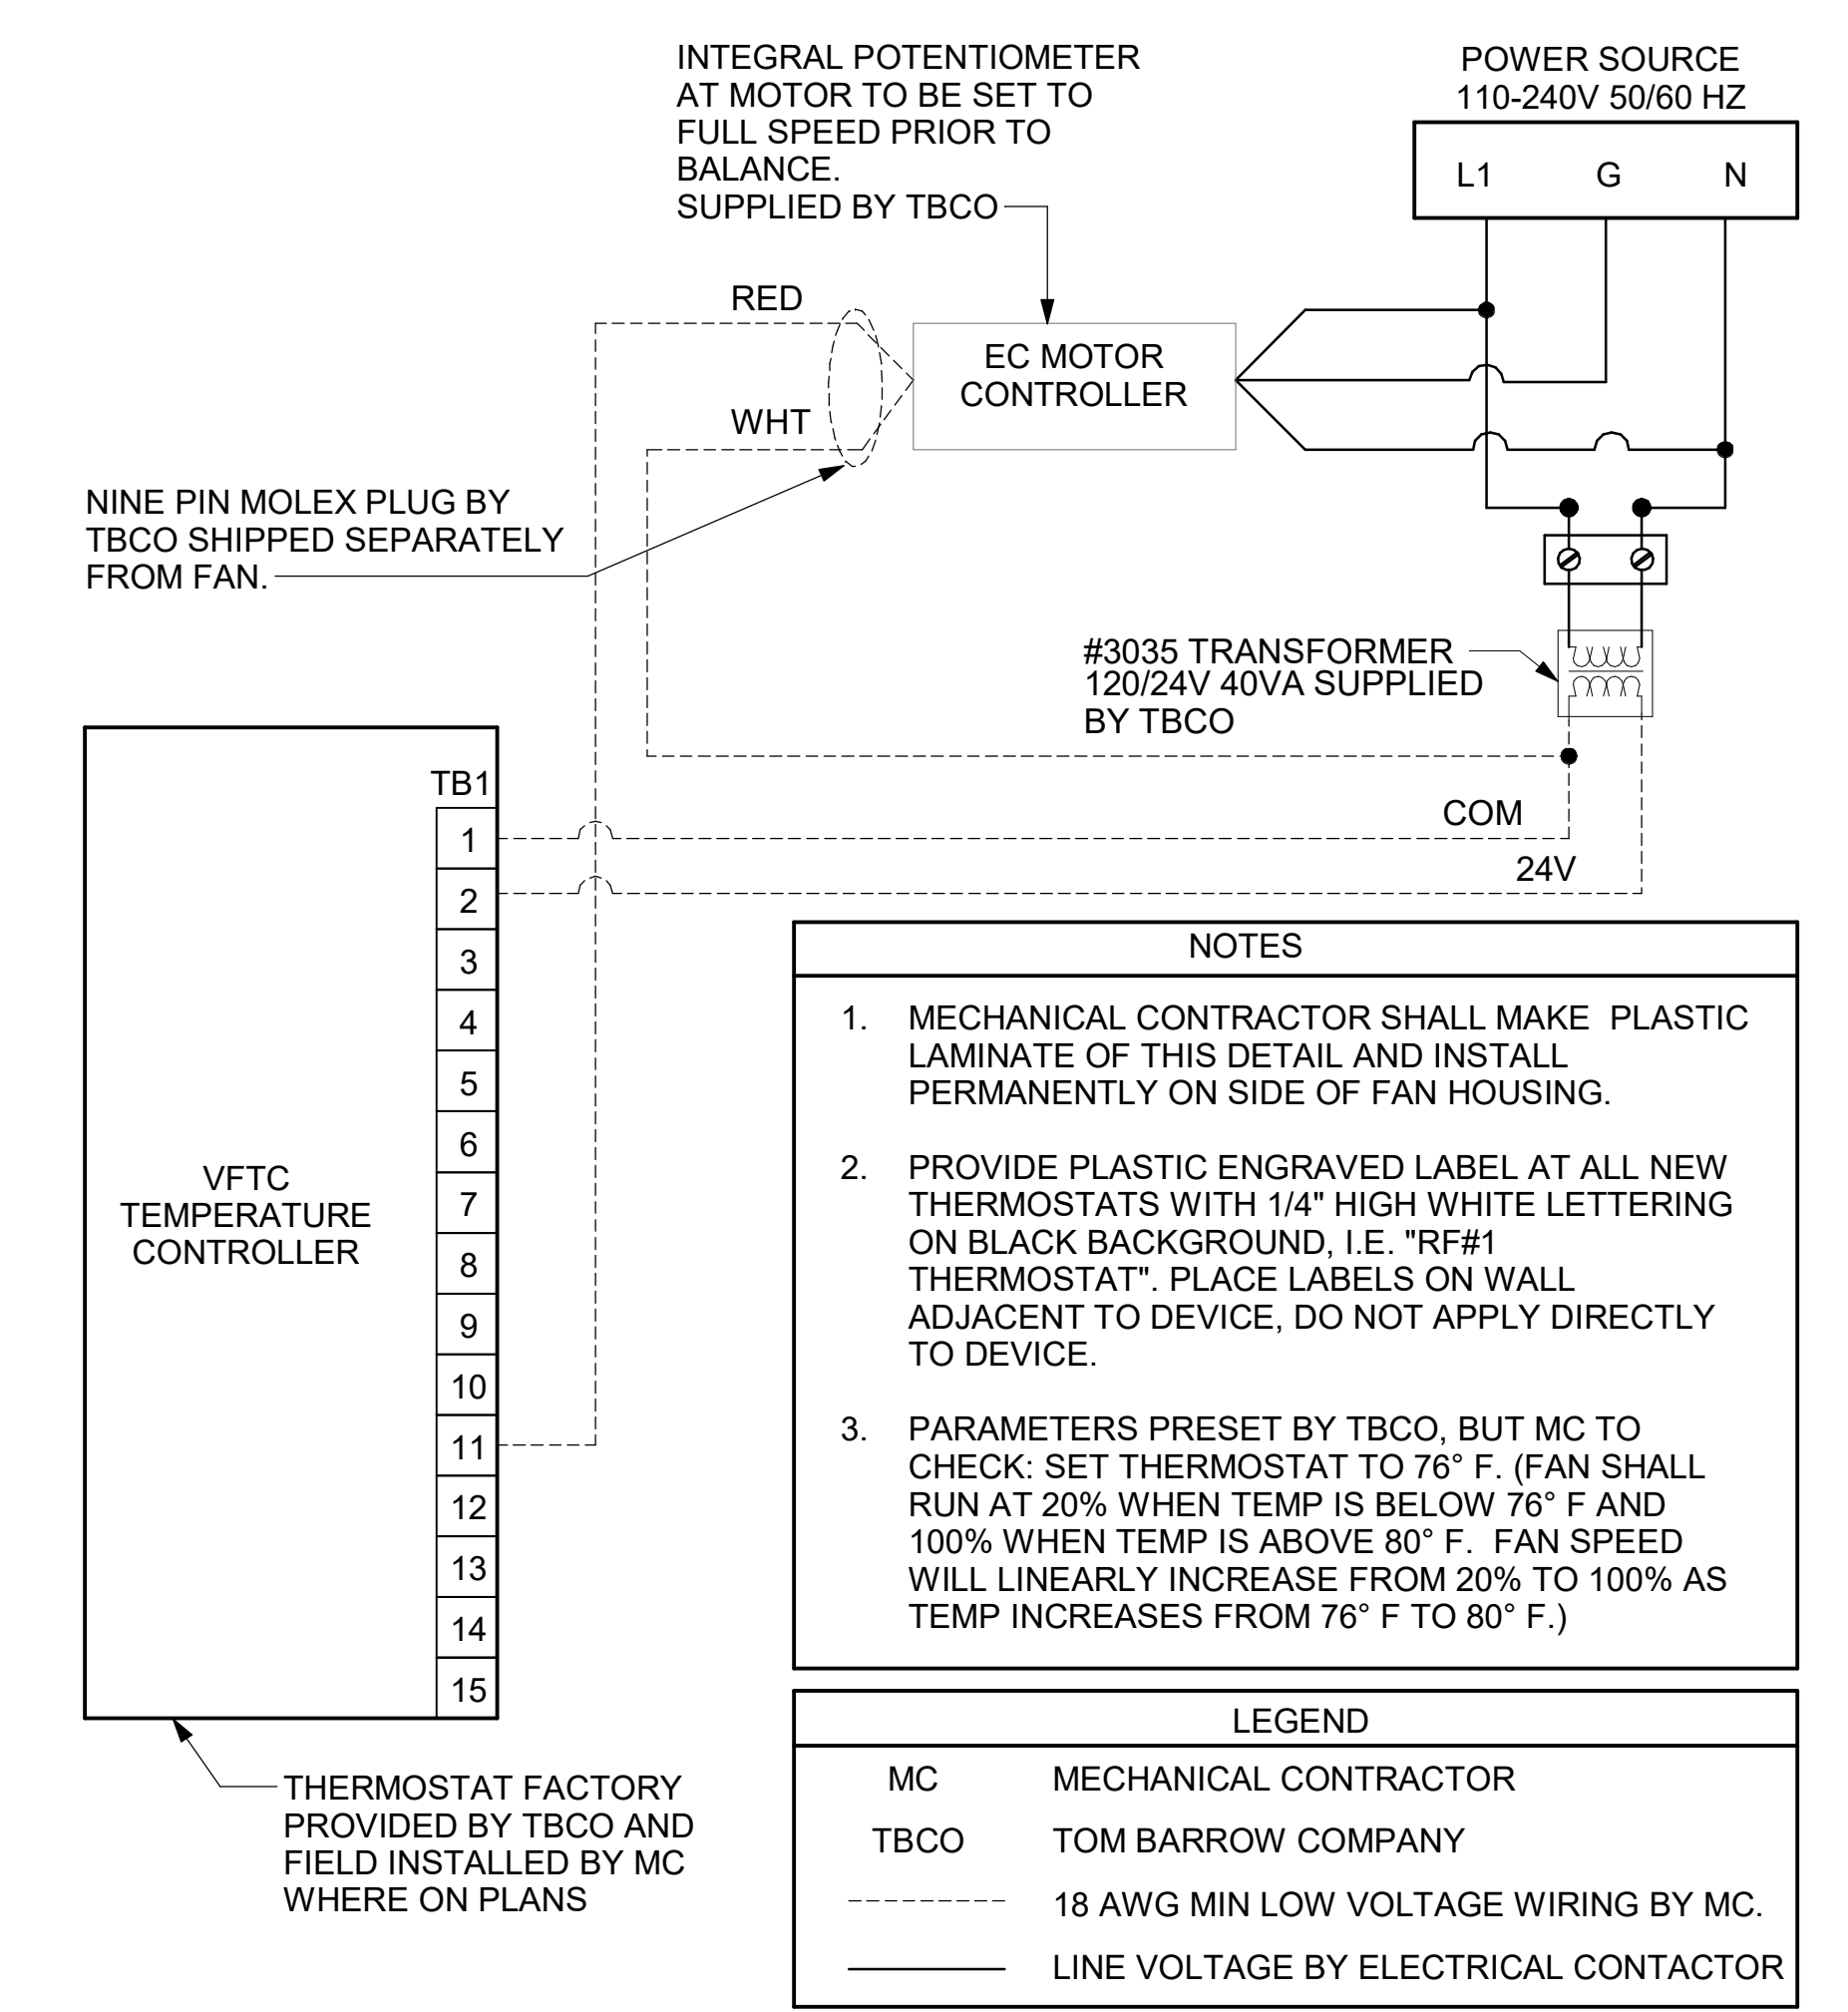 INTEGRAL POTENTIOMETER
AT MOTOR TO BE SET TO
FULL SPEED PRIOR TO
BALANCE.
SUPPLIED BY TBCO
POWER SOURCE
110-240V 50/60 HZ
L1 G N
RED
EC MOTOR
CONTROLLER
WHT
NINE PIN MOLEX PLUG BY
TBCO SHIPPED SEPARATELY
FROM FAN.
#3035 TRANSFORMER
120/24V 40VA SUPPLIED
BY TBCO
COM
24V
TB1
1
2
3
4
5
6
7
8
9
10
11
12
13
14
15
VFTC
TEMPERATURE
CONTROLLER
THERMOSTAT FACTORY
PROVIDED BY TBCO AND
FIELD INSTALLED BY MC
WHERE ON PLANS
NOTES
1. MECHANICAL CONTRACTOR SHALL MAKE PLASTIC
LAMINATE OF THIS DETAIL AND INSTALL
PERMANENTLY ON SIDE OF FAN HOUSING.
2. PROVIDE PLASTIC ENGRAVED LABEL AT ALL NEW
THERMOSTATS WITH 1/4" HIGH WHITE LETTERING
ON BLACK BACKGROUND, I.E. "RF#1
THERMOSTAT". PLACE LABELS ON WALL
ADJACENT TO DEVICE, DO NOT APPLY DIRECTLY
TO DEVICE.
3. PARAMETERS PRESET BY TBCO, BUT MC TO
CHECK: SET THERMOSTAT TO 76° F. (FAN SHALL
RUN AT 20% WHEN TEMP IS BELOW 76° F AND
100% WHEN TEMP IS ABOVE 80° F. FAN SPEED
WILL LINEARLY INCREASE FROM 20% TO 100% AS
TEMP INCREASES FROM 76° F TO 80° F.)
LEGEND
MC MECHANICAL CONTRACTOR
TBCO TOM BARROW COMPANY
18 AWG MIN LOW VOLTAGE WIRING BY MC.
LINE VOLTAGE BY ELECTRICAL CONTACTOR